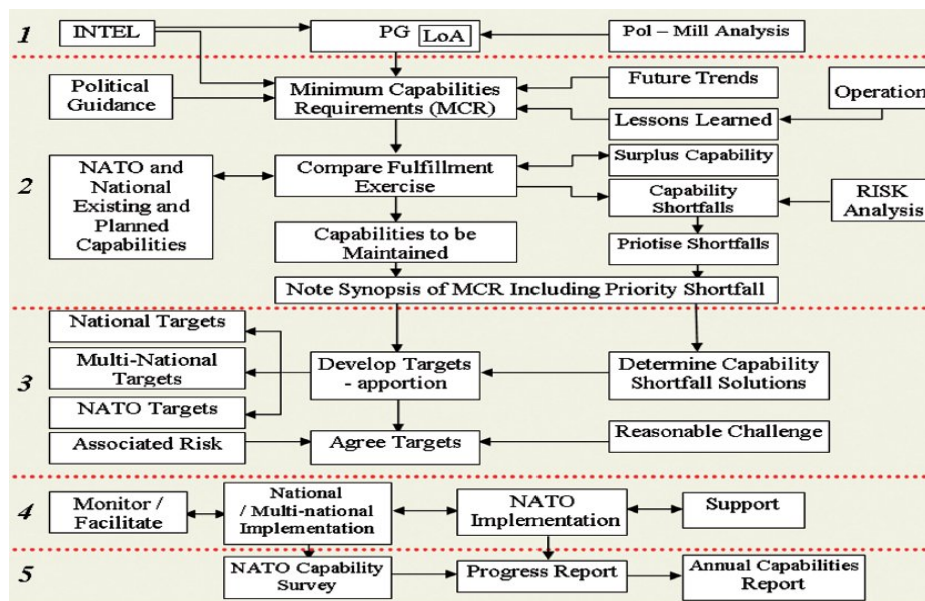 1
INTEL
PG LoA
Pol – Mill Analysis
Political
Guidance
Minimum Capabilities
Requirements (MCR)
Future Trends
Operation
Lessons Learned
2
NATO and
National
Existing and
Planned
Capabilities
Compare Fulfillment
Exercise
Surplus Capability
Capability
Shortfalls
RISK
Analysis
Capabilities to be
Maintained
Priotise Shortfalls
Note Synopsis of MCR Including Priority Shortfall
3
National Targets
Multi-National
Targets
NATO Targets
Develop Targets
- apportion
Determine Capability
Shortfall Solutions
Associated Risk
Agree Targets
Reasonable Challenge
4
Monitor /
Facilitate
National
/ Multi-national
Implementation
NATO
Implementation
Support
5
NATO Capability
Survey
Progress Report
Annual Capabilities
Report